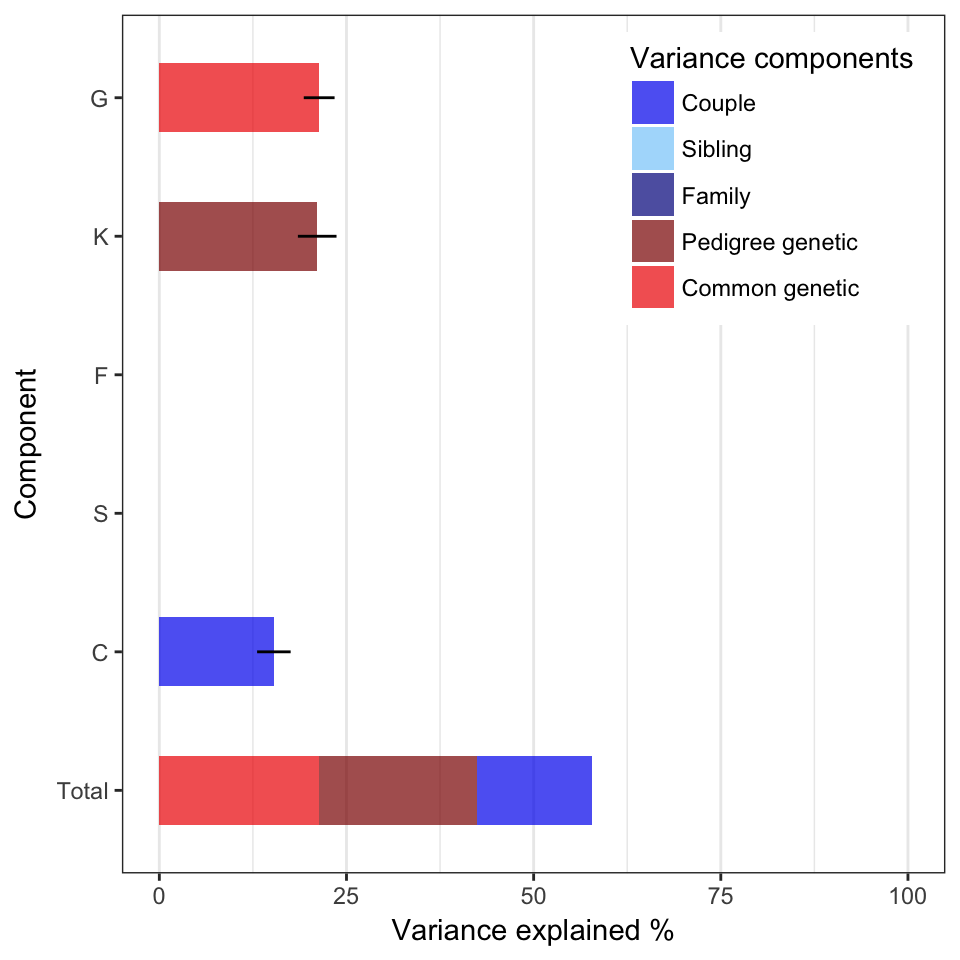 Variance components
Couple
Sibling
Family
Pedigree genetic
Common genetic
G
K
F
S
C
Total
Component
0 25 50 75 100
Variance explained %